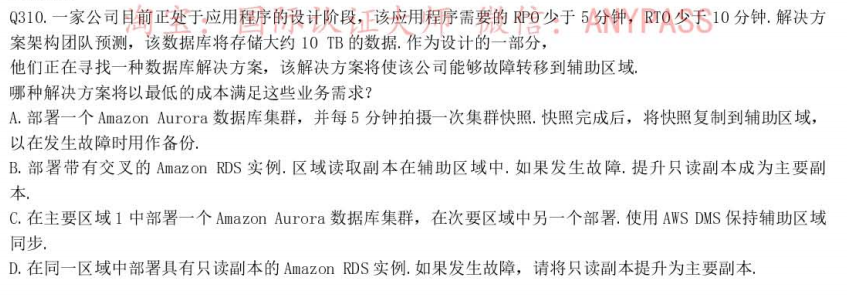 淘宝：国际认证大师 微信：ANYPASS
Q310.一家公司目前正处于应用程序的设计阶段，该应用程序需要的 RPO 少于 5 分钟，RTO 少于 10 分钟.解决方
案架构团队预测，该数据库将存储大约 10 TB 的数据.作为设计的一部分，
他们正在寻找一种数据库解决方案，该解决方案将使该公司能够故障转移到辅助区域.
哪种解决方案将以最低的成本满足这些业务需求？
A.部署一个 Amazon Aurora 数据库集群，并每 5 分钟拍摄一次集群快照.快照完成后，将快照复制到辅助区域，
以在发生故障时用作备份.
B.部署带有交叉的 Amazon RDS 实例.区域读取副本在辅助区域中.如果发生故障.提升只读副本成为主要副
本.
C.在主要区域 1 中部署一个 Amazon Aurora 数据库集群，在次要区域中另一个部署.使用 AWS DMS 保持辅助区域
同步.
D.在同一区域中部署具有只读副本的 Amazon RDS 实例.如果发生故障，请将只读副本提升为主要副本.